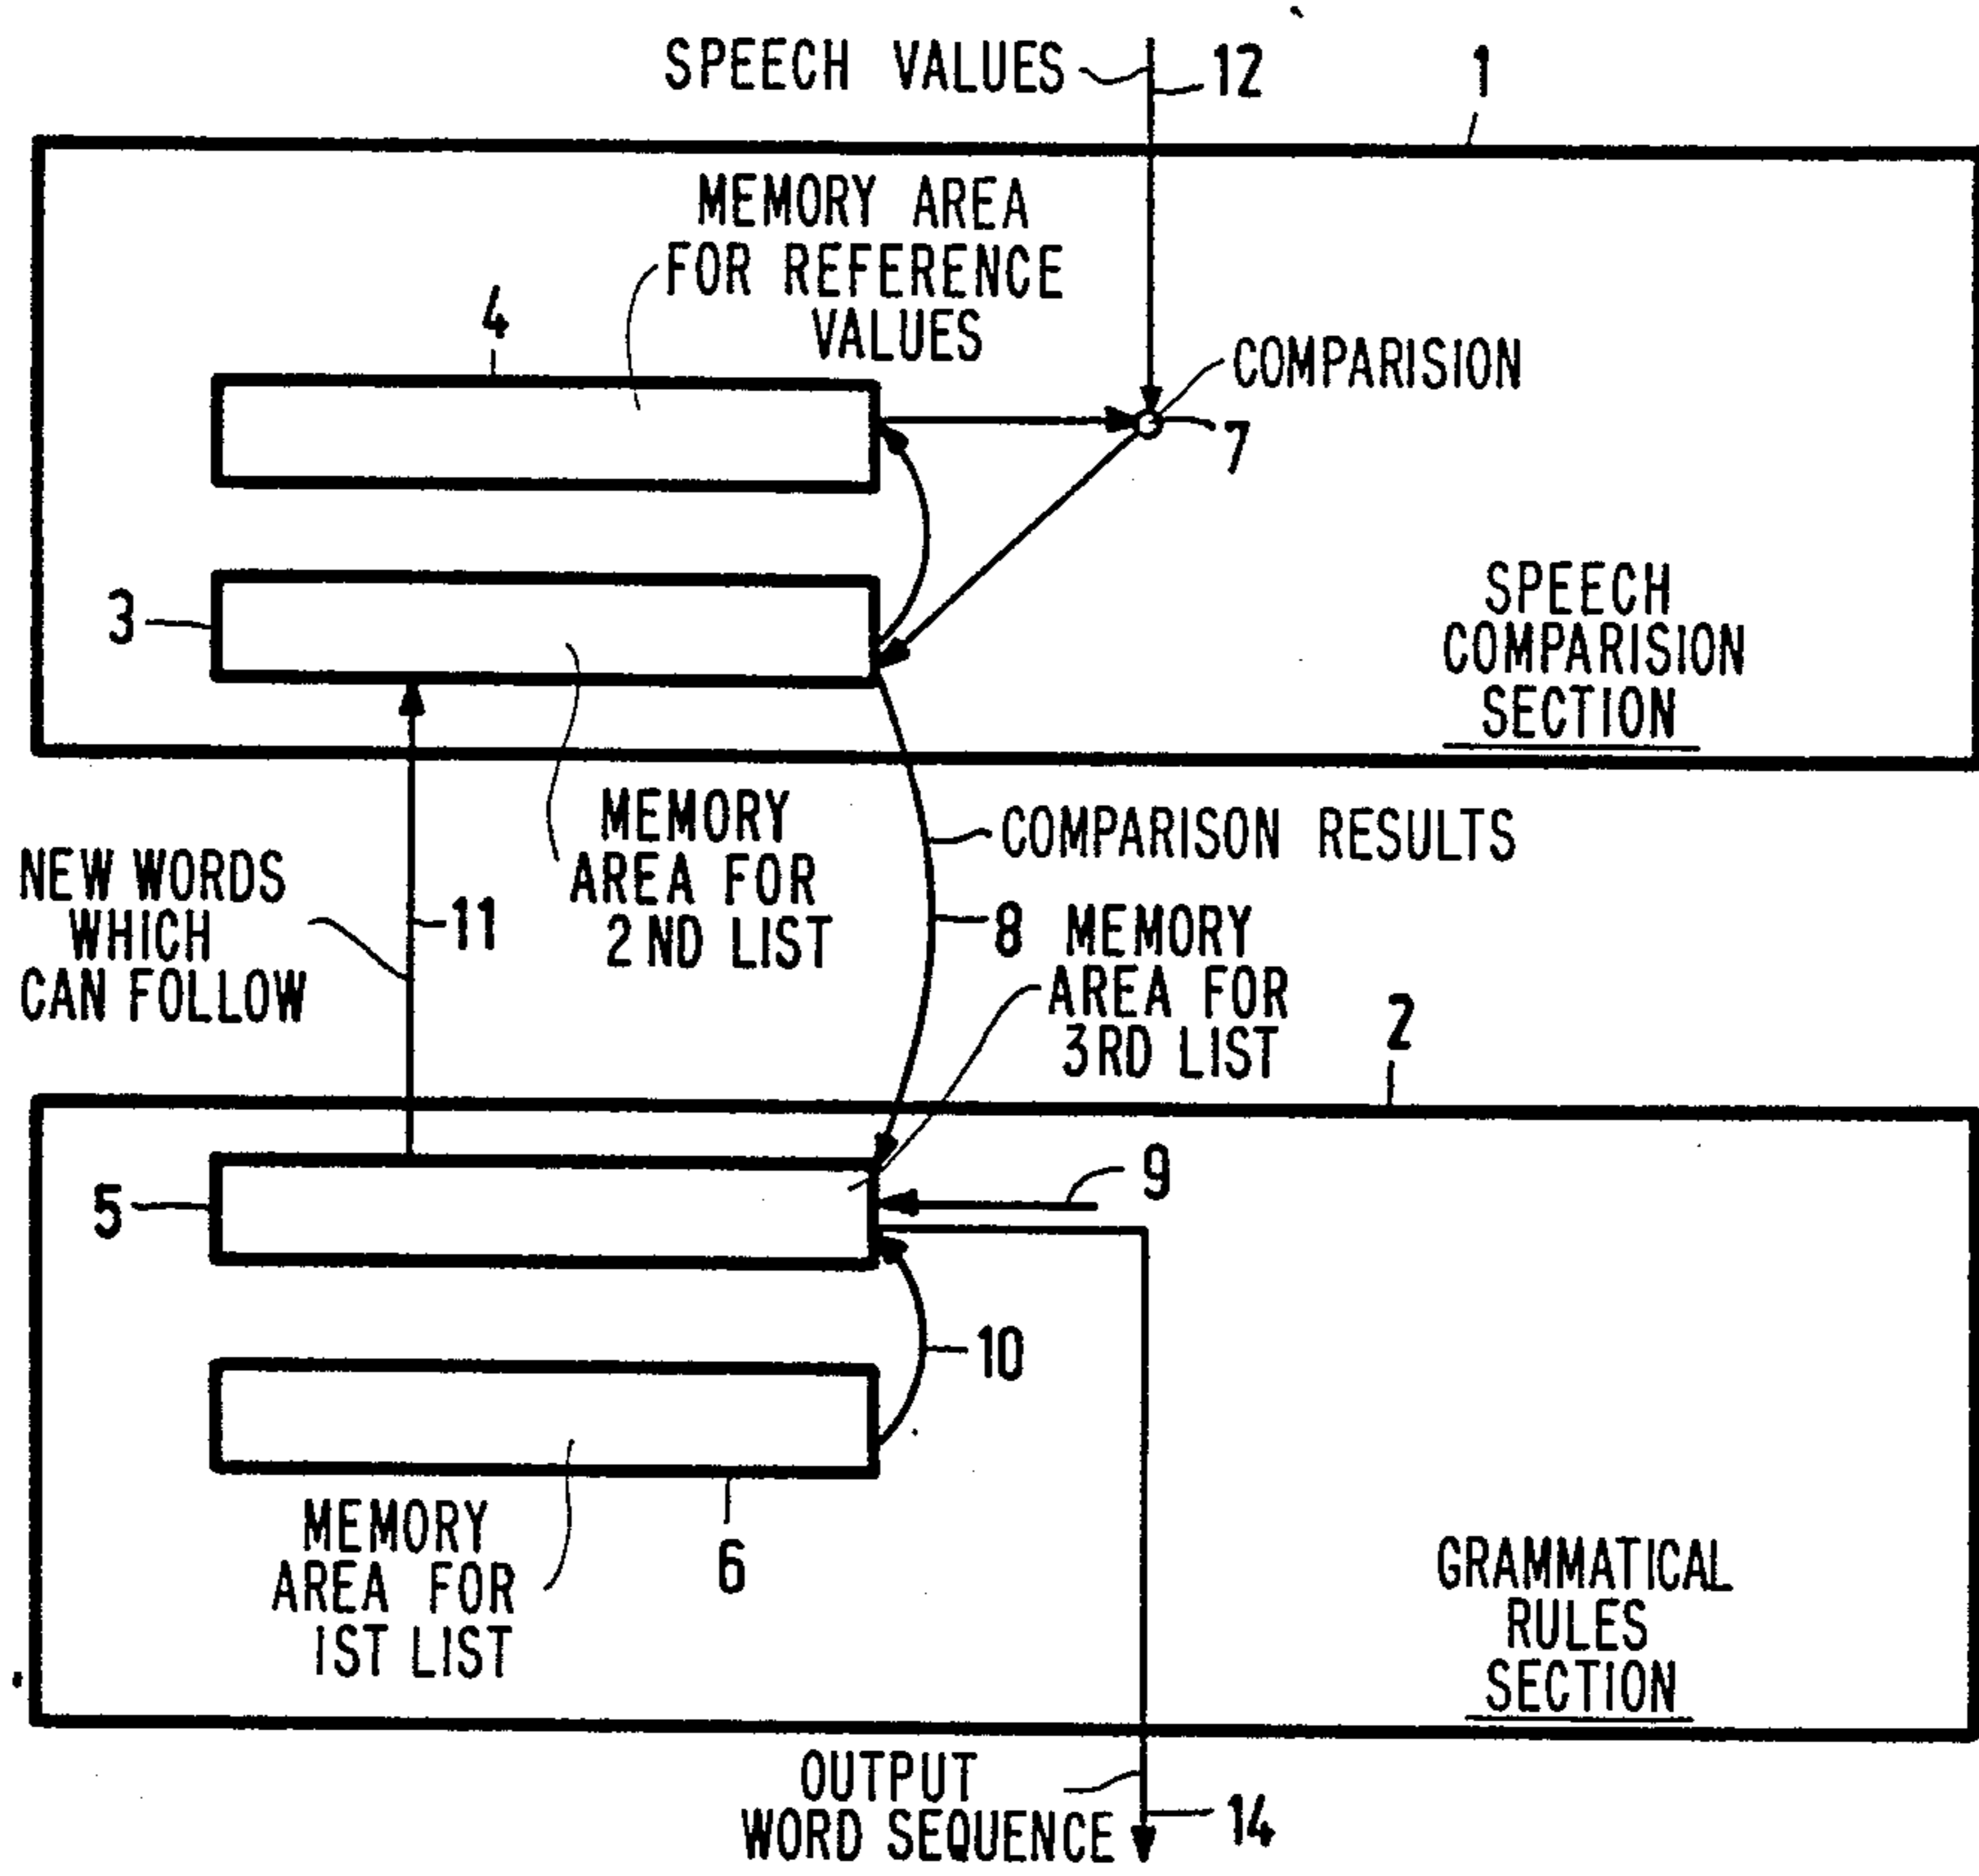 SPEECH VALUES
12
1
MEMORY AREA
FOR REFERENCE
VALUES
4
COMPARISION
7
3
SPEECH
COMPARISION
SECTION
MEMORY
AREA FOR
2ND LIST
COMPARISON RESULTS
NEW WORDS
WHICH
CAN FOLLOW
11
8
MEMORY
AREA FOR
3RD LIST
2
5
9
10
6
MEMORY
AREA FOR
1ST LIST
GRAMMATICAL
RULES
SECTION
OUTPUT
WORD SEQUENCE
14